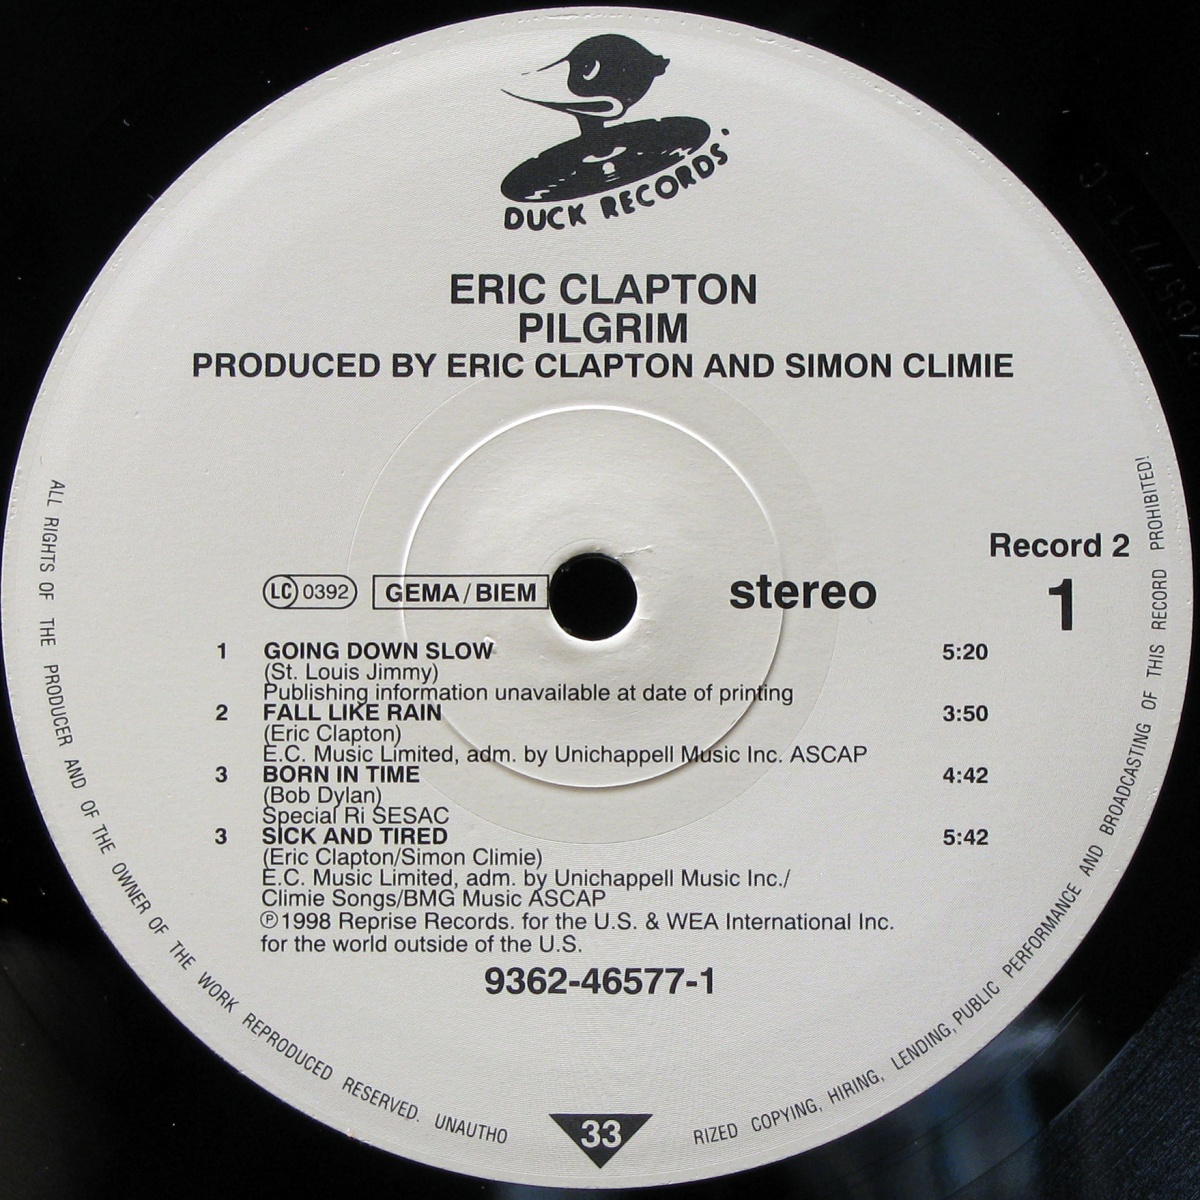 DUCK RECORDS
ERIC CLAPTON
PILGRIM
PRODUCED BY ERIC CLAPTON AND SIMON CLIMIE
Record 2
LC 0392 GEMA/BIEM stereo 1
1 GOING DOWN SLOW 5:20
(St. Louis Jimmy)
Publishing information unavailable at date of printing
2 FALL LIKE RAIN 3:50
(Eric Clapton)
E.C. Music Limited, adm. by Unichappell Music Inc. ASCAP
3 BORN IN TIME 4:42
(Bob Dylan)
Special Ri SESAC
3 SICK AND TIRED 5:42
(Eric Clapton/Simon Climie)
E.C. Music Limited, adm. by Unichappell Music Inc./
Climie Songs/BMG Music ASCAP
℗1998 Reprise Records. for the U.S. & WEA International Inc.
for the world outside of the U.S.
9362-46577-1
33
ALL RIGHTS OF THE PRODUCER AND OF THE OWNER OF THE WORK REPRODUCED RESERVED. UNAUTHO
RIZED COPYING, HIRING, LENDING, PUBLIC PERFORMANCE AND BROADCASTING OF THIS RECORD PROHIBITED!